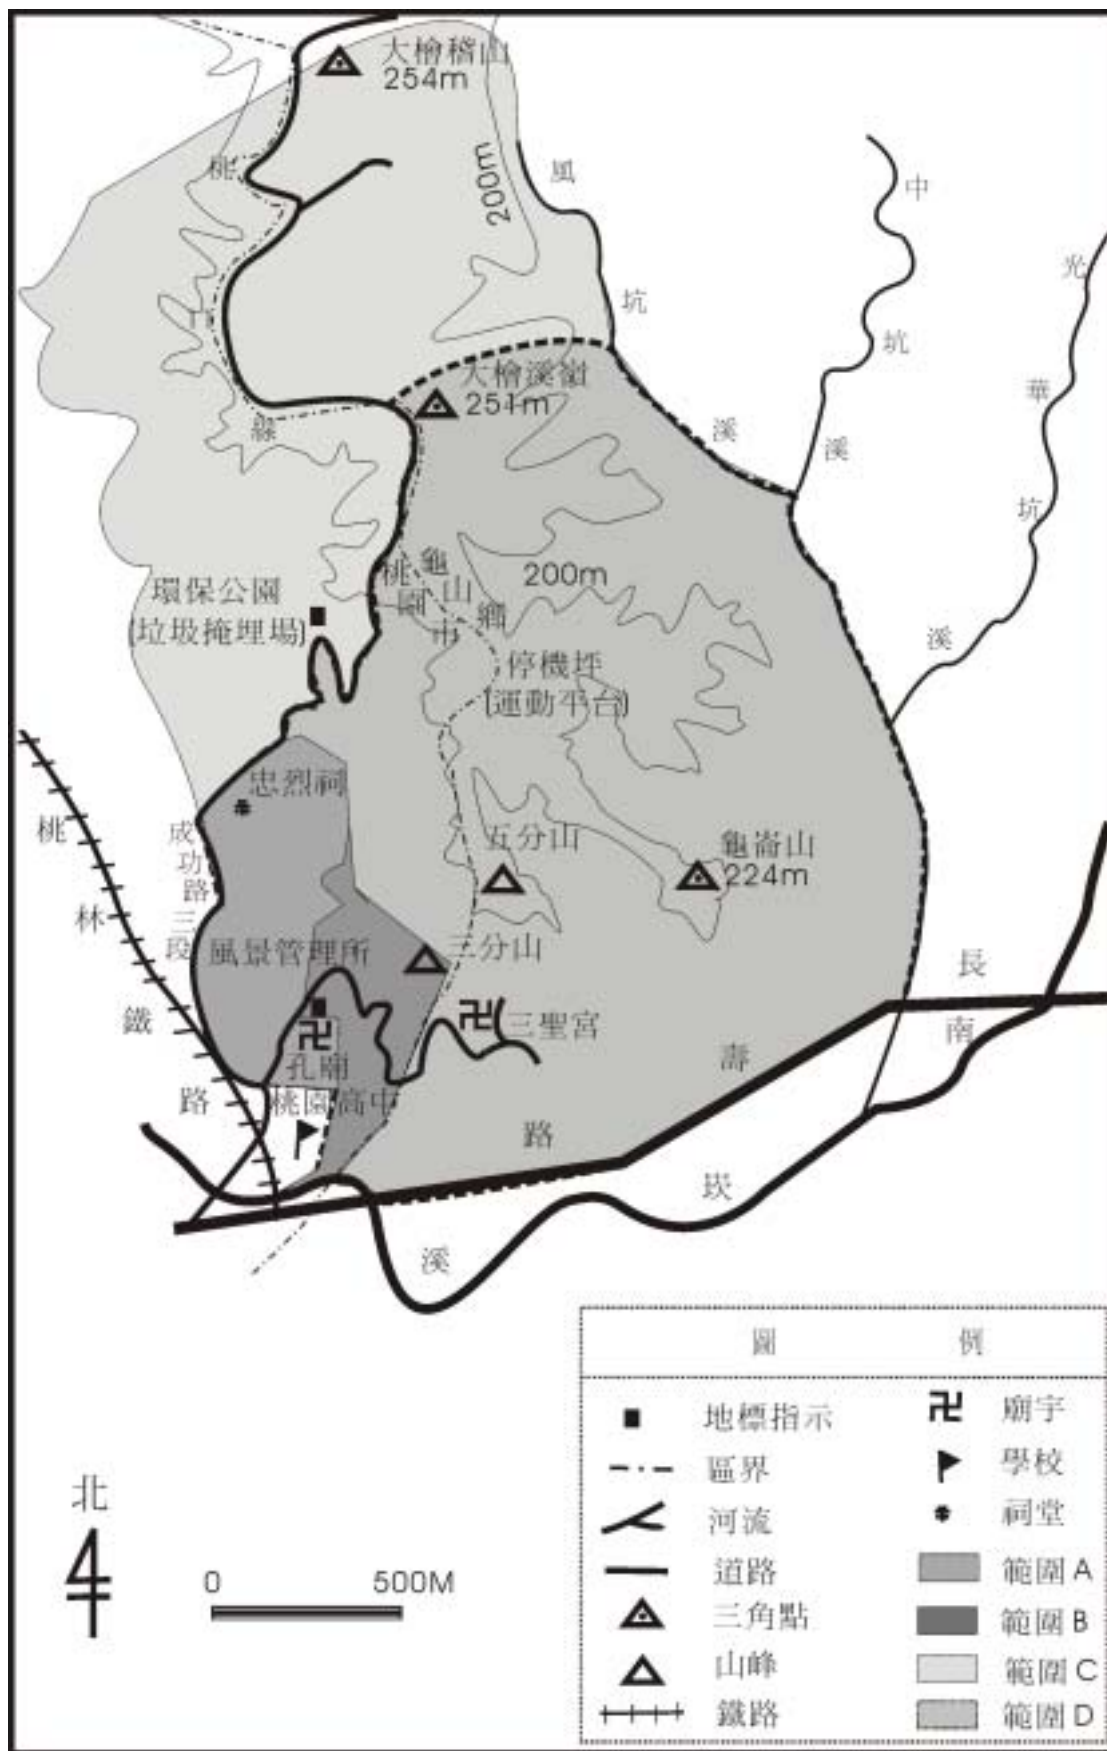 大檜稽山
254m
桃
200m
風
坑
溪
中
坑
溪
光
華
坑
溪
大檜溪嶺
251m
線
環保公園
(垃圾掩埋場)
桃園市
龜山鄉
200m
停機坪
(運動平台)
忠烈祠
成功路三段
五分山
龜崙山
224m
風景管理所
三分山
三聖宮
孔廟
桃園高中
桃
林
鐵
路
長
壽
路
南
崁
溪
圖例
地標指示
廟宇
區界
學校
河流
祠堂
道路
範圍A
三角點
範圍B
山峰
範圍C
鐵路
範圍D
北
0 500M